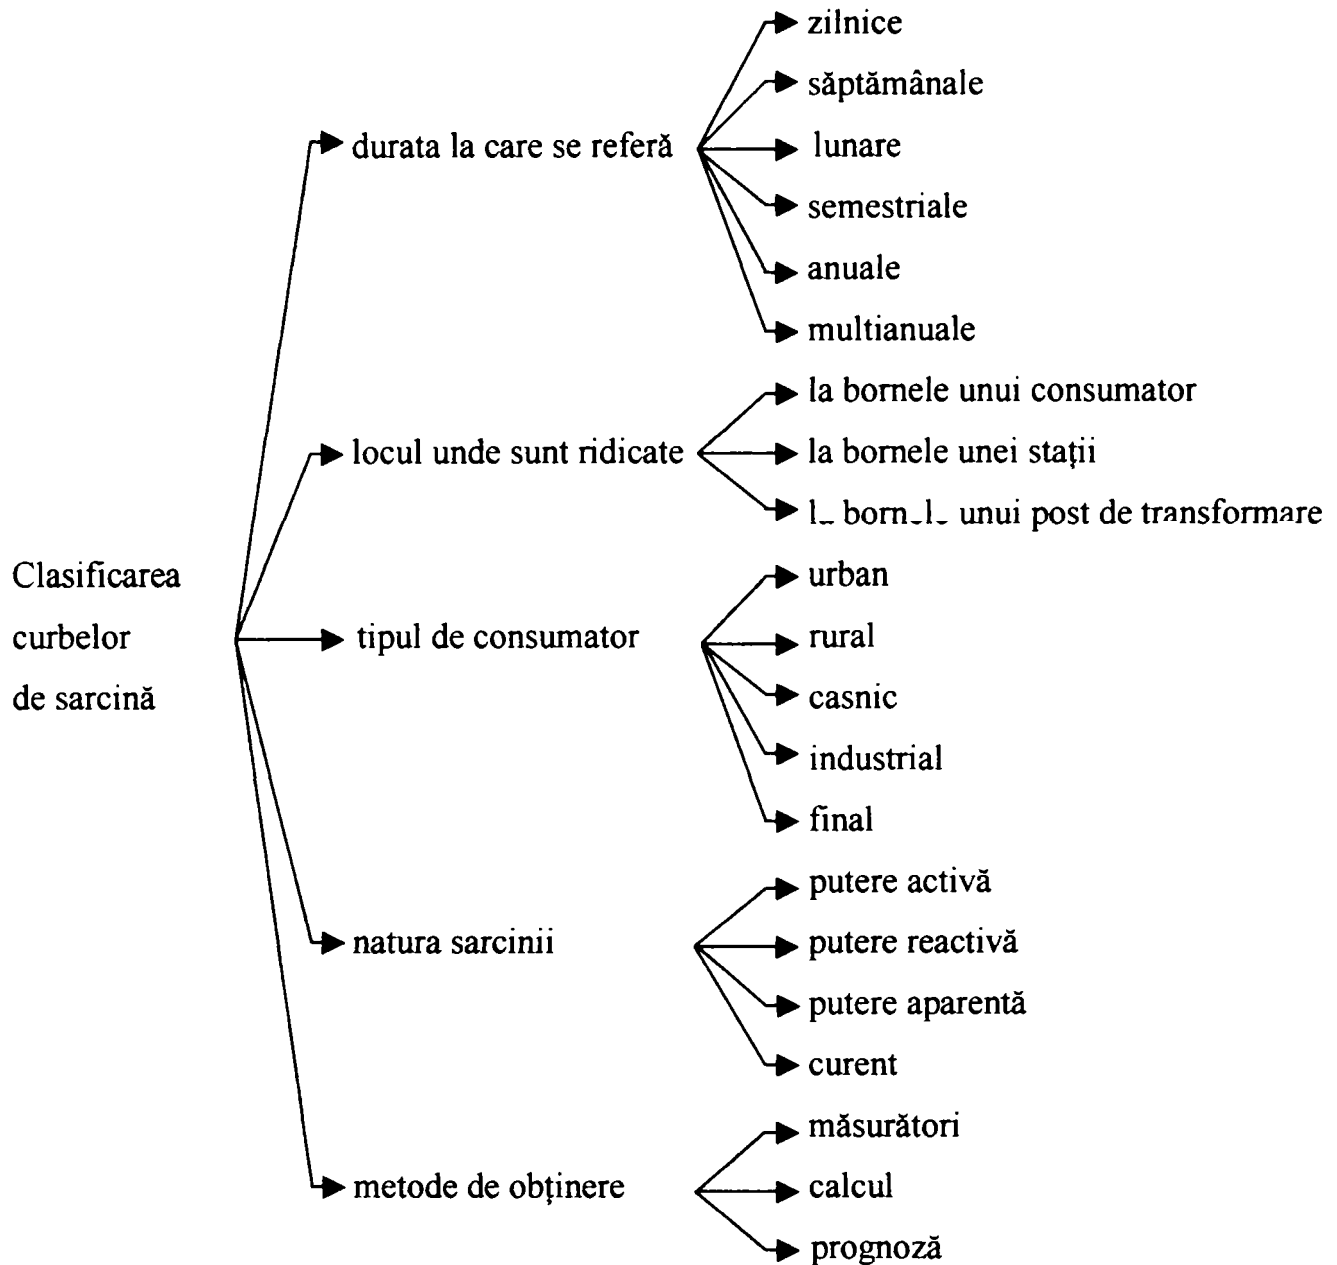 zilnice
săptămânale
durata la care se referă
lunare
semestriale
anuale
multianuale
la bornele unui consumator
locul unde sunt ridicate
la bornele unei stații
unui post de transformare
Clasificarea
curbelor
de sarcină
urban
tipul de consumator
rural
casnic
industrial
final
putere activă
natura sarcinii
putere reactivă
putere aparentă
curent
măsurători
metode de obținere
calcul
prognoză